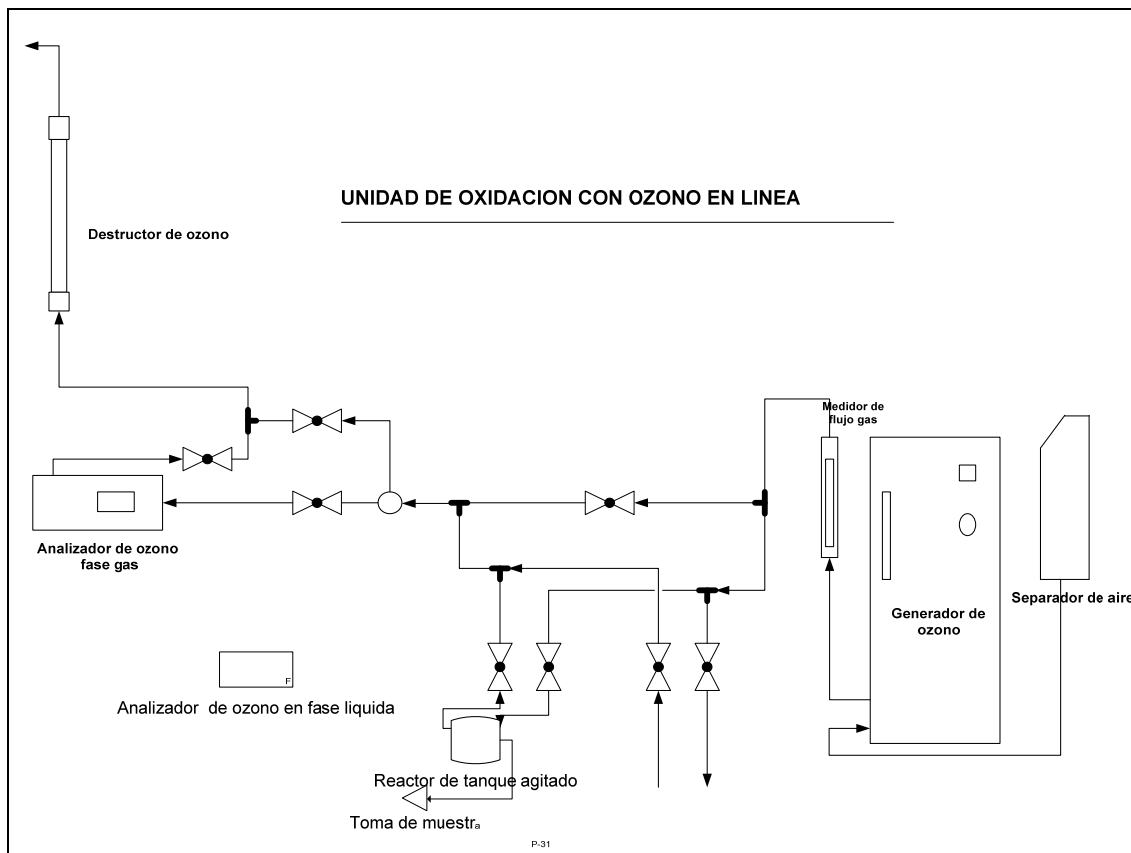 UNIDAD DE OXIDACION CON OZONO EN LINEA
Destructor de ozono
Medidor de
flujo gas
Analizador de ozono
fase gas
Generador de
ozono
Separador de aire
F
Analizador de ozono en fase liquida
Reactor de tanque agitado
Toma de muestra
P-31